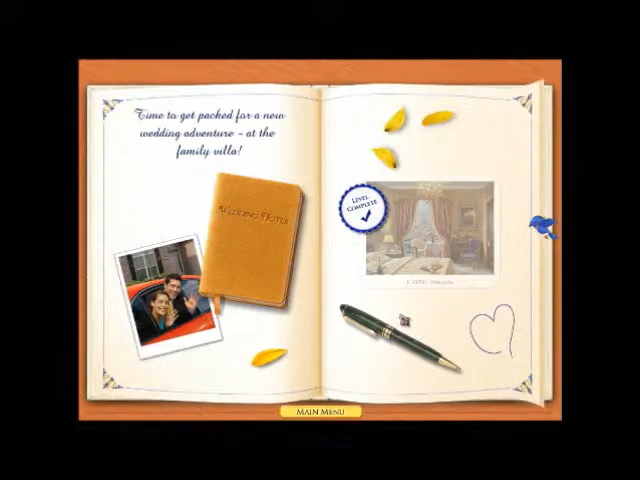 Time to get packed for a new
wedding adventure - at the
family villa!
Wedding Notes
Level
Complete
Main Menu